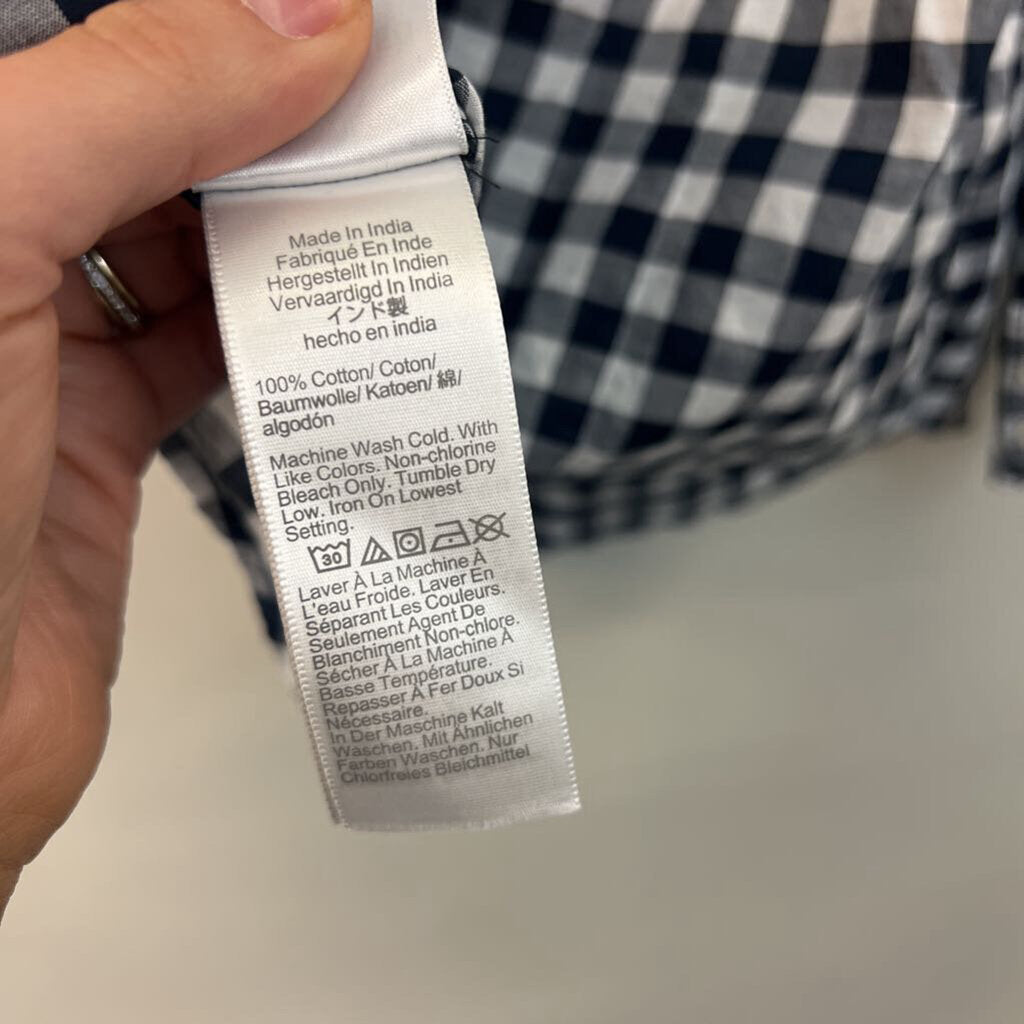 Made In India
Fabriqué En Inde
Hergestellt In Indien
Vervaardigd In India
インド製
hecho en india
100% Cotton/ Coton/
Baumwolle/ Katoen/ 綿/
algodón
Machine Wash Cold. With
Like Colors. Non-chlorine
Bleach Only. Tumble Dry
Low. Iron On Lowest
Setting.
30
Laver À La Machine À
L'eau Froide. Laver En
Séparant Les Couleurs.
Seulement Agent De
Blanchiment Non-chlore.
Sécher À La Machine À
Basse Température.
Repasser À Fer Doux Si
Nécessaire.
In Der Maschine Kalt
Waschen. Mit Ähnlichen
Farben Waschen. Nur
Chlorfreies Bleichmittel